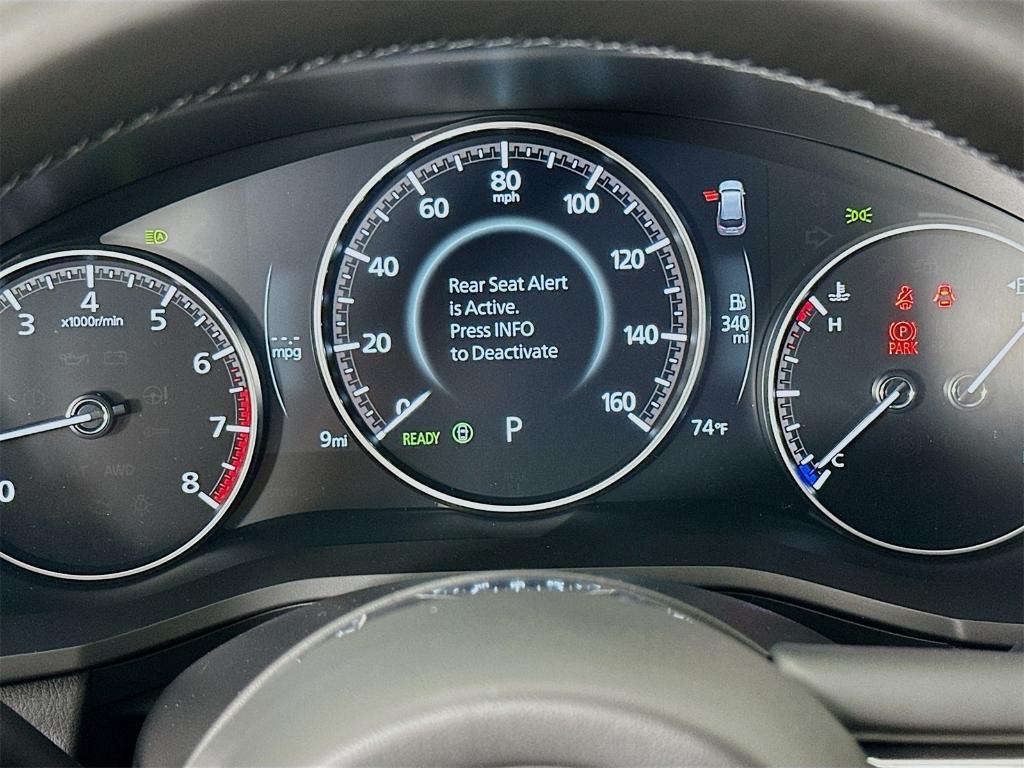 3
4
5
6
7
8
0
x1000r/min
AWD
-.-
mpg
9mi
0
20
40
60
80
mph
100
120
140
160
Rear Seat Alert
is Active.
Press INFO
to Deactivate
READY
P
340
mi
74°F
H
C
P
PARK